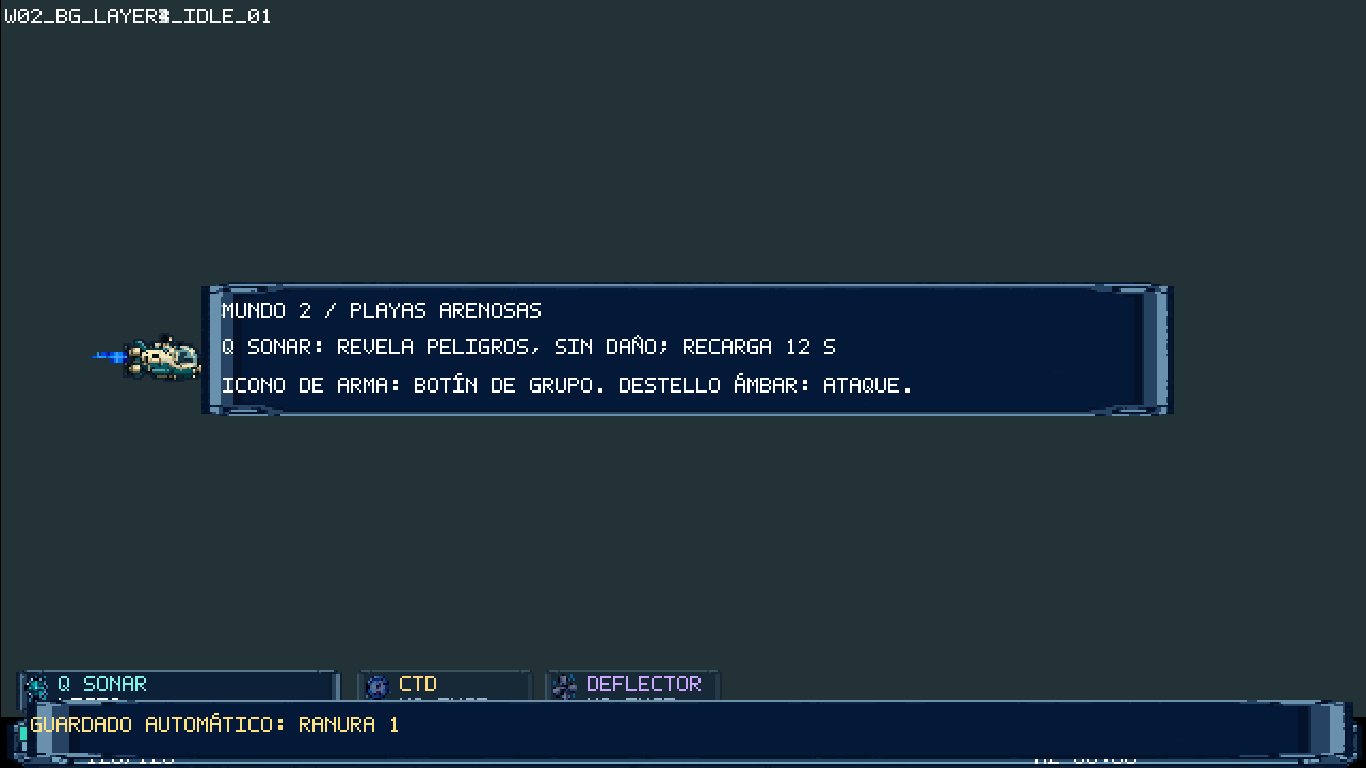 MUNDO 2 / PLAYAS ARENOSAS
Q SONAR: REVELA PELIGROS, SIN DAÑO; RECARGA 12 S
ICONO DE ARMA: BOTÍN DE GRUPO. DESTELLO ÁMBAR: ATAQUE.
Q SONAR
CTD
DEFLECTOR
GUARDADO AUTOMÁTICO: RANURA 1